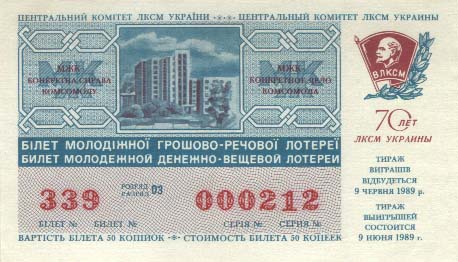 ЦЕНТРАЛЬНИЙ КОМІТЕТ ЛКСМ УКРАЇНИ -*-*- ЦЕНТРАЛЬНЫЙ КОМИТЕТ ЛКСМ УКРАИНЫ
МЖК -
КОНКРЕТНА СПРАВА
КОМСОМОЛУ
МЖК -
КОНКРЕТНОЕ ДЕЛО
КОМСОМОЛА
ВЛКСМ
70 ЛЕТ
ЛКСМ УКРАИНЫ
БІЛЕТ МОЛОДІЖНОЇ ГРОШОВО-РЕЧОВОЇ ЛОТЕРЕЇ
БИЛЕТ МОЛОДЕЖНОЙ ДЕНЕЖНО-ВЕЩЕВОЙ ЛОТЕРЕИ
339 РОЗРЯД РАЗРЯД 03 000212
БІЛЕТ № БИЛЕТ № СЕРІЯ № СЕРИЯ №
ВАРТІСТЬ БІЛЕТА 50 КОПІЙОК -*- СТОИМОСТЬ БИЛЕТА 50 КОПЕЕК
ТИРАЖ
ВИГРАШІВ
ВІДБУДЕТЬСЯ
9 ЧЕРВНЯ 1989 р.
ТИРАЖ
ВЫИГРЫШЕЙ
СОСТОИТСЯ
9 ИЮНЯ 1989 г.